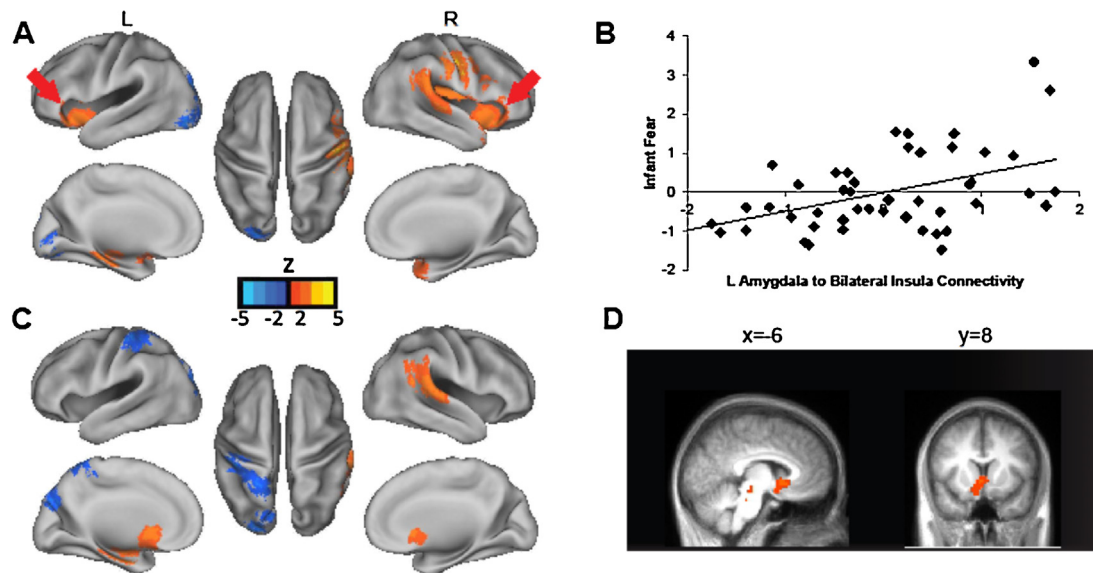 L
R
A
B
4
3
2
1
0
-1
-2
Infant Fear
-2
-1
0
1
2
L Amygdala to Bilateral Insula Connectivity
Z
-5 -2 2 5
C
D
x=-6
y=8